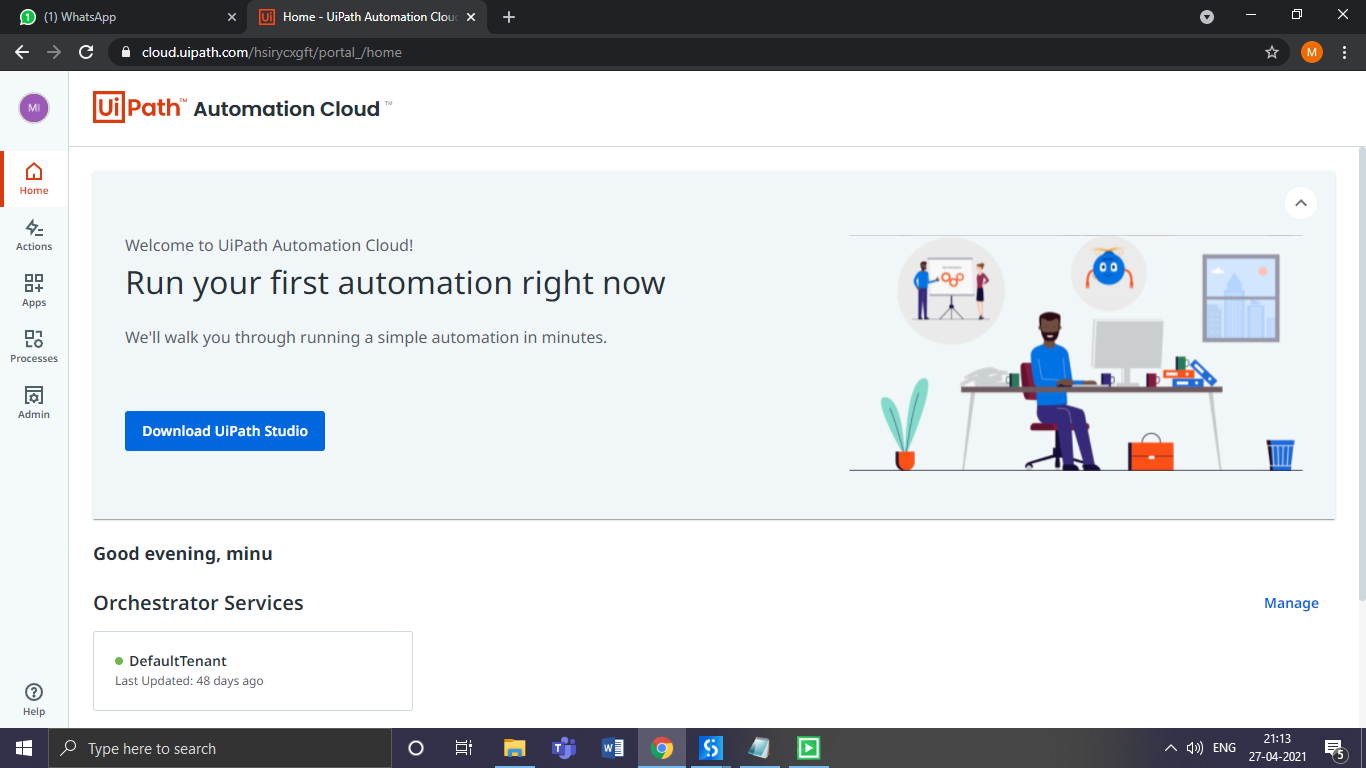 (1) WhatsApp
Home - UiPath Automation Clou
cloud.uipath.com/hsirycxgft/portal_/home
M
MI
UiPath™ Automation Cloud ™
Home
Actions
Apps
Processes
Admin
Help
Welcome to UiPath Automation Cloud!
Run your first automation right now
We'll walk you through running a simple automation in minutes.
Download UiPath Studio
Good evening, minu
Orchestrator Services
Manage
DefaultTenant
Last Updated: 48 days ago
Type here to search
ENG
21:13
27-04-2021
5